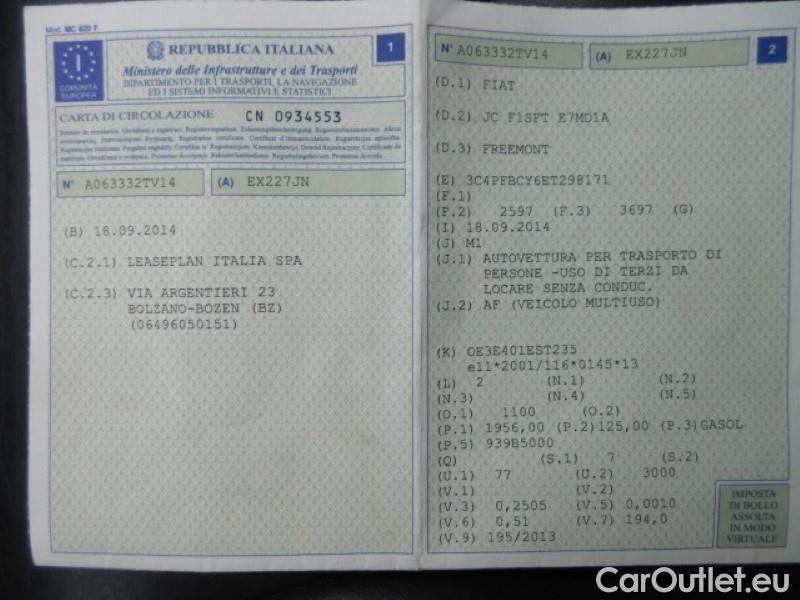 Mod. MC 820 F
I
COMUNITÀ
EUROPEA
REPUBBLICA ITALIANA
1
Ministero delle Infrastrutture e dei Trasporti
DIPARTIMENTO PER I TRASPORTI, LA NAVIGAZIONE
ED I SISTEMI INFORMATIVI E STATISTICI
CARTA DI CIRCOLAZIONE CN 0934553
N° A063332TV14 (A) EX227JN
(B) 18.09.2014
(C.2.1) LEASEPLAN ITALIA SPA
(C.2.3) VIA ARGENTIERI 23
BOLZANO-BOZEN (BZ)
(06496050151)
N° A063332TV14 (A) EX227JN 2
(D.1) FIAT
(D.2) JC F1SFT E7MD1A
(D.3) FREEMONT
(E) 3C4PFBCY6ET298171
(F.1)
(F.2) 2597 (F.3) 3697 (G)
(I) 18.09.2014
(J) M1
(J.1) AUTOVETTURA PER TRASPORTO DI
PERSONE -USO DI TERZI DA
LOCARE SENZA CONDUC.
(J.2) AF (VEICOLO MULTIUSO)
(K) OE3E401EST235
e11*2001/116*0145*13
(L) 2 (N.1) (N.2)
(N.3) (N.4) (N.5)
(O.1) 1100 (O.2)
(P.1) 1956,00 (P.2)125,00 (P.3)GASOL
(P.5) 939B5000
(Q) (S.1) 7 (S.2)
(U.1) 77 (U.2) 3000
(V.1) (V.2)
(V.3) 0,2505 (V.5) 0,0010
(V.6) 0,51 (V.7) 194,0
(V.9) 195/2013
IMPOSTA
DI BOLLO
ASSOLTA
IN MODO
VIRTUALE
CarOutlet.eu